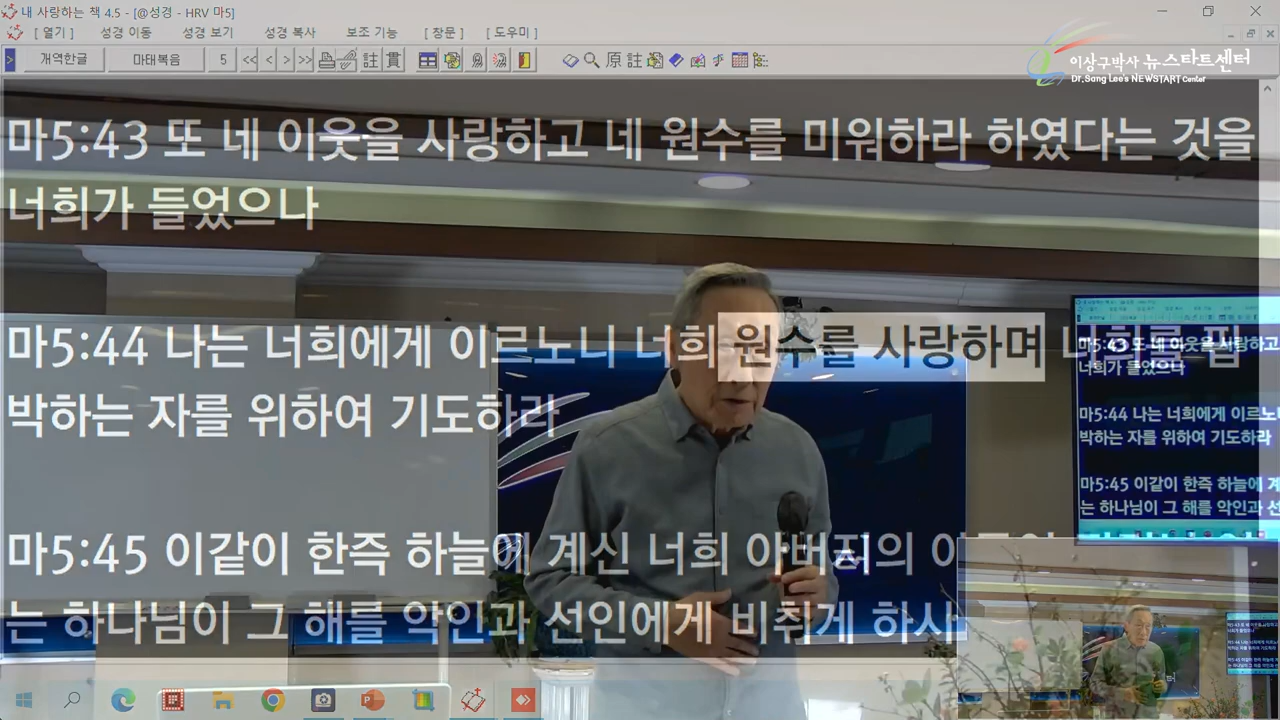 내 사랑하는 책 4.5 - [@성경 - HRV 마5]
[ 열기 ] 성경 이동 성경 보기 성경 복사 보조 기능 [ 창문 ] [ 도우미 ]
개역한글 마태복음 5 << < > >> 註 貫 原 註
이상구박사 뉴스타트센터
Dr. Sang Lee's NEWSTART Center
마5:43 또 네 이웃을 사랑하고 네 원수를 미워하라 하였다는 것을
너희가 들었으나
마5:44 나는 너희에게 이르노니 너희 원수를 사랑하며 너희를 핍
박하는 자를 위하여 기도하라
마5:45 이같이 한즉 하늘에 계신 너희 아버지의
는 하나님이 그 해를 악인과 선인에게 비취게 하시
마5:43 또 네 이웃을 사랑하고
너희가 들었으나
마5:44 나는 너희에게 이르노
박하는 자를 위하여 기도하라
마5:45 이같이 한즉 하늘에 계
는 하나님이 그 해를 악인과 선